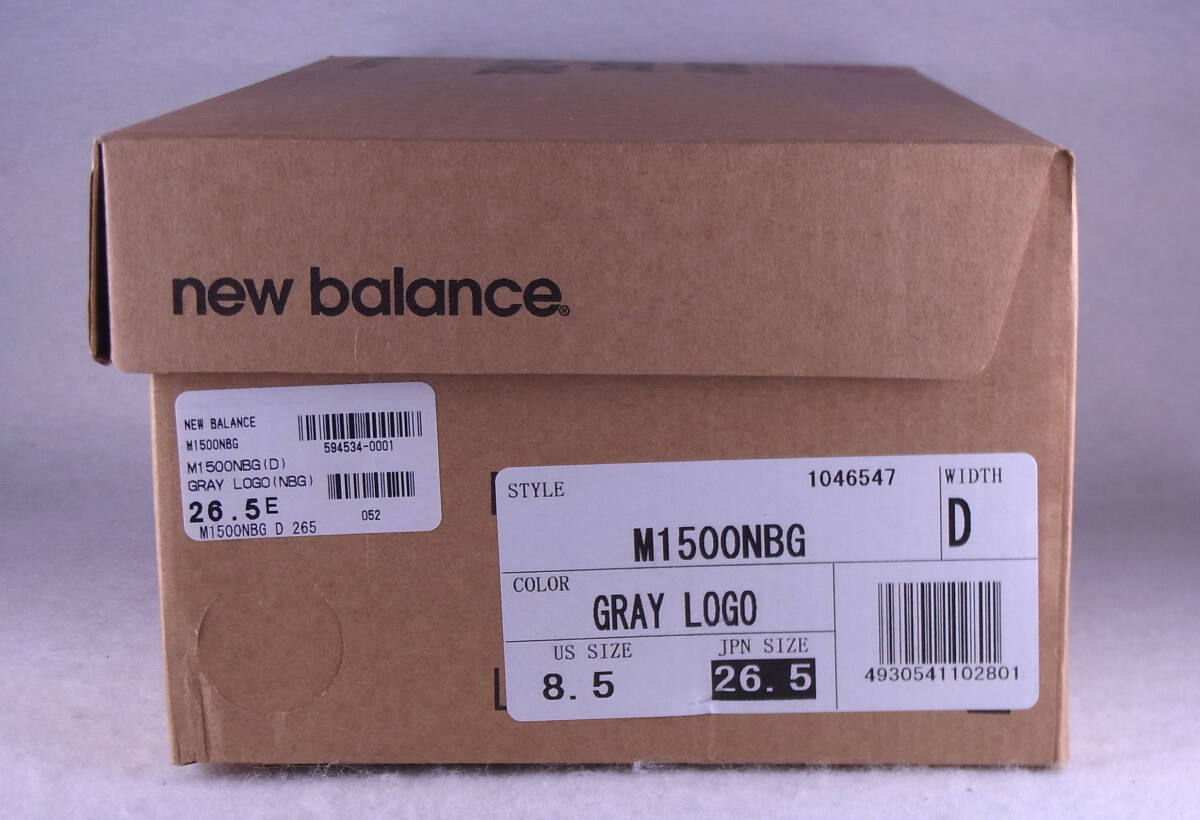 new balance®
NEW BALANCE
M1500NBG
594534-0001
M1500NBG(D)
GRAY LOGO(NBG)
26.5E
052
M1500NBG D 265
STYLE
1046547
M1500NBG
WIDTH
D
COLOR
GRAY LOGO
US SIZE
8.5
JPN SIZE
26.5
4930541102801